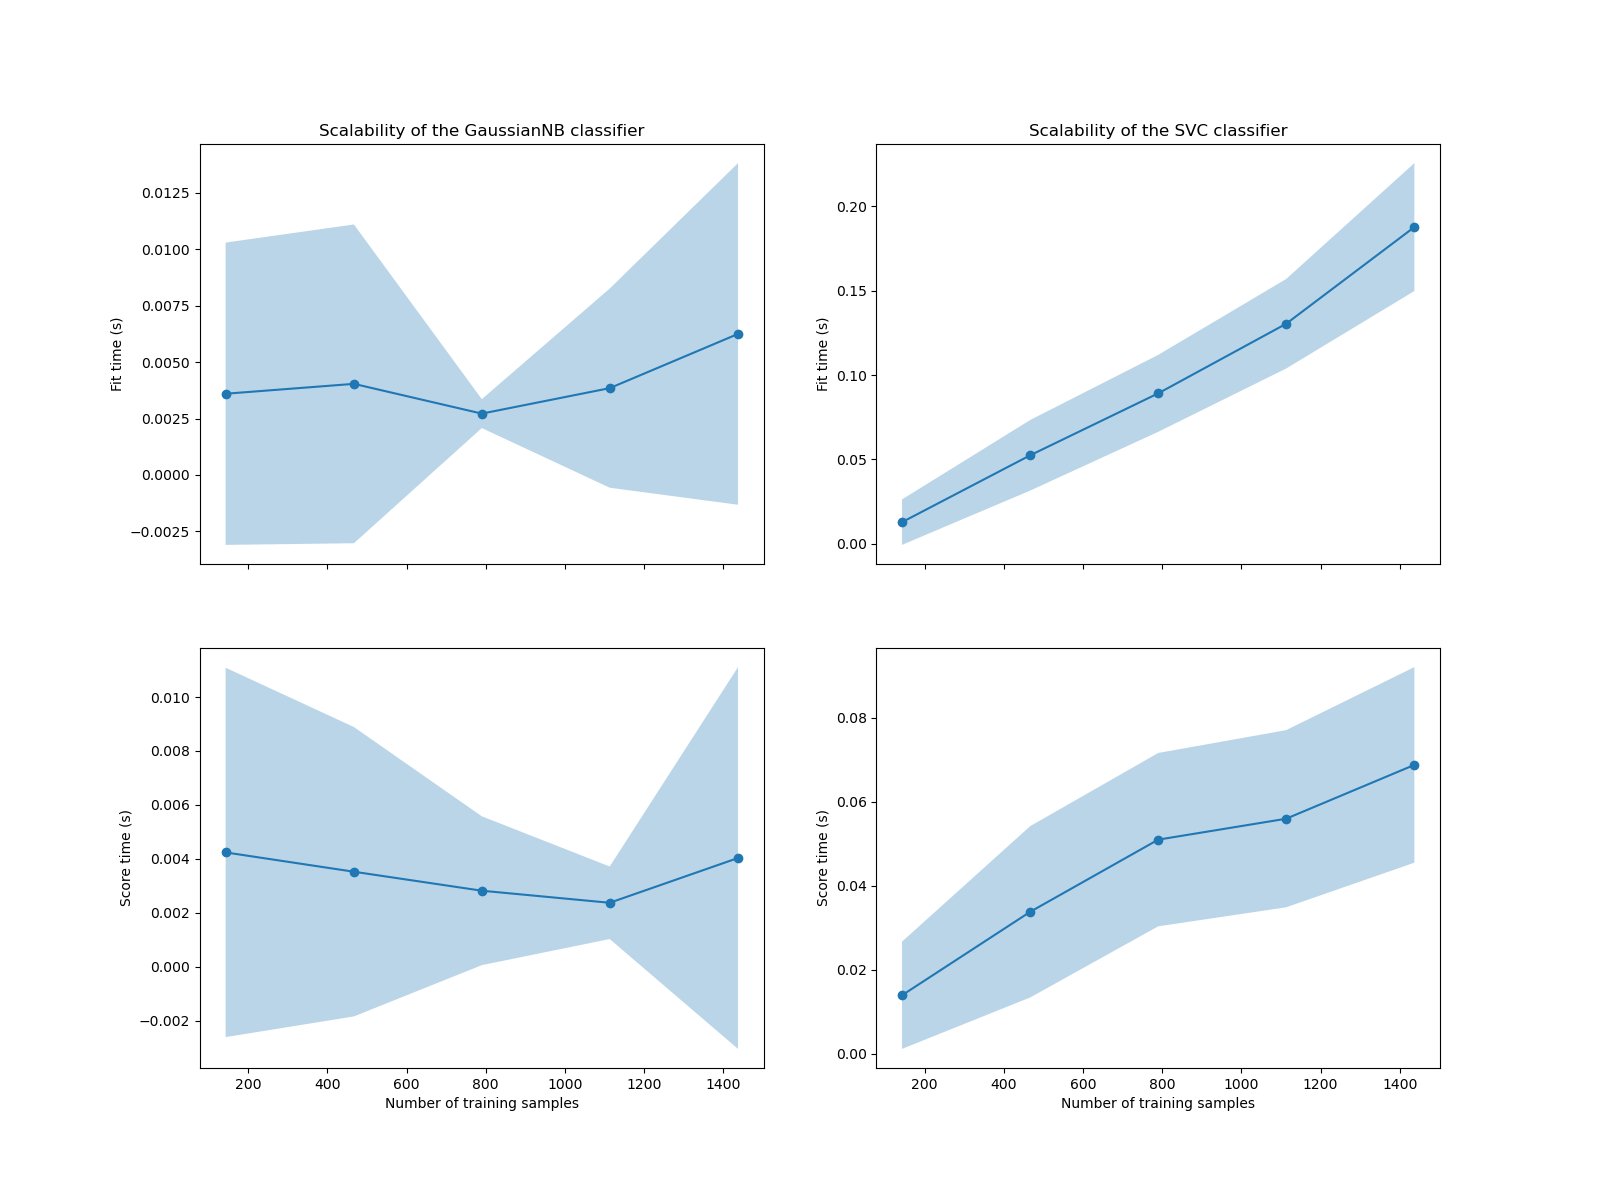 Scalability of the GaussianNB classifier
Fit time (s)
0.0125
0.0100
0.0075
0.0050
0.0025
0.0000
−0.0025
Scalability of the SVC classifier
Fit time (s)
0.20
0.15
0.10
0.05
0.00
Score time (s)
0.010
0.008
0.006
0.004
0.002
0.000
−0.002
200 400 600 800 1000 1200 1400
Number of training samples
Score time (s)
0.08
0.06
0.04
0.02
0.00
200 400 600 800 1000 1200 1400
Number of training samples